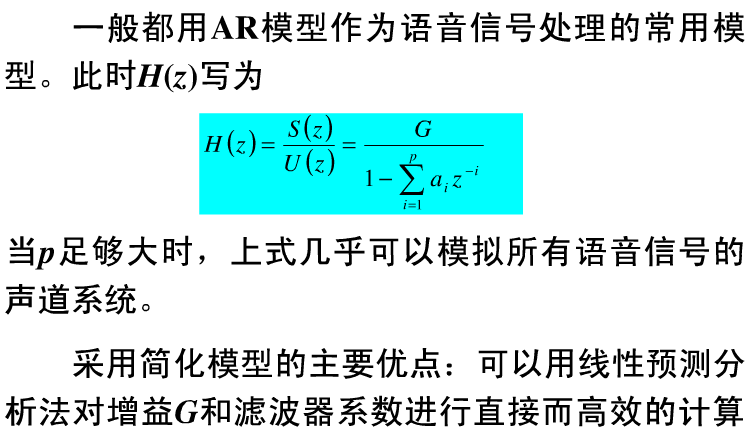 一般都用AR模型作为语音信号处理的常用模
型。此时H(z)写为
H(z)=\frac{S(z)}{U(z)}=\frac{G}{1-\sum_{i=1}^{p}a_i z^{-i}}
当p足够大时，上式几乎可以模拟所有语音信号的
声道系统。
采用简化模型的主要优点：可以用线性预测分
析法对增益G和滤波器系数进行直接而高效的计算